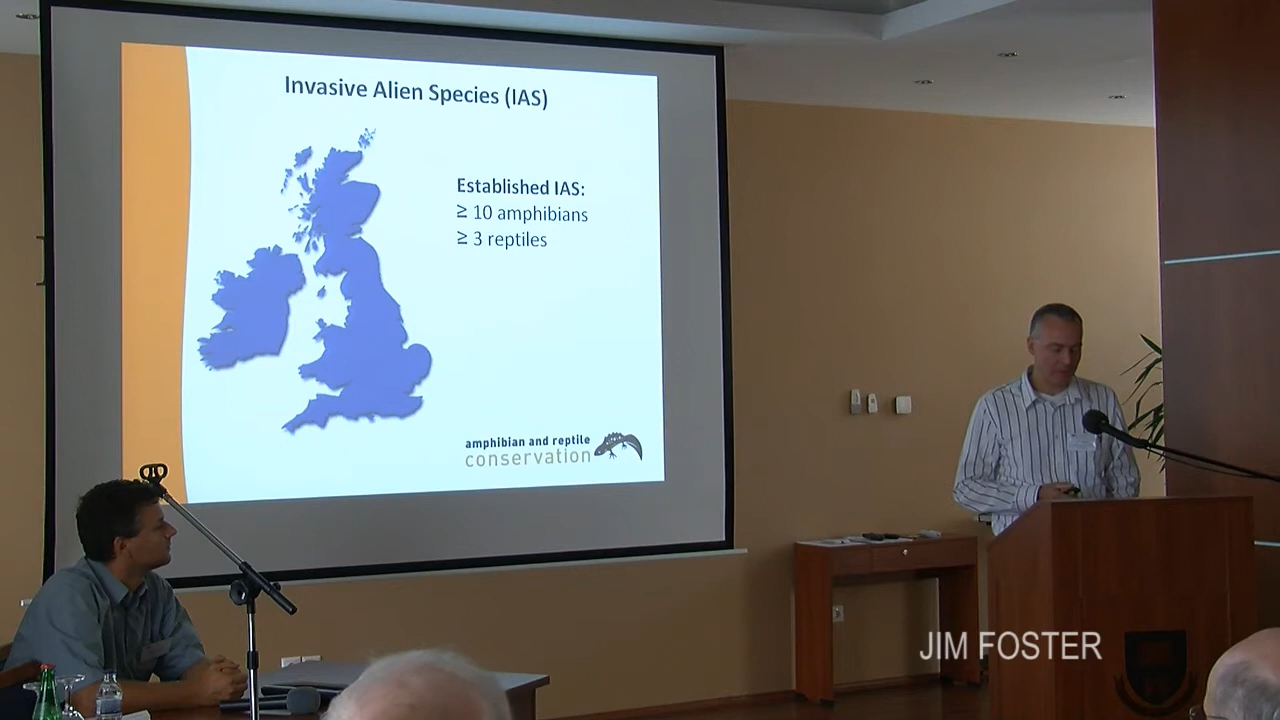 Invasive Alien Species (IAS)
Established IAS:
≥ 10 amphibians
≥ 3 reptiles
amphibian and reptile
conservation
JIM FOSTER